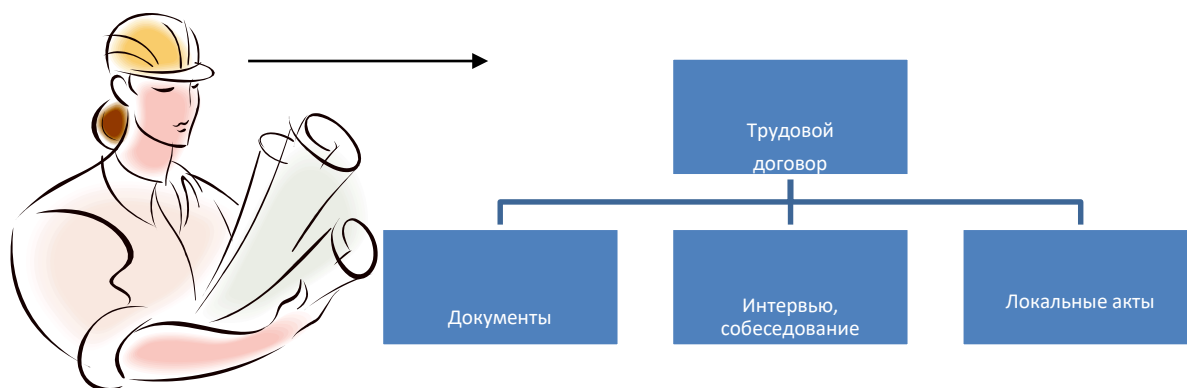 Трудовой
договор
Документы
Интервью,
собеседование
Локальные акты